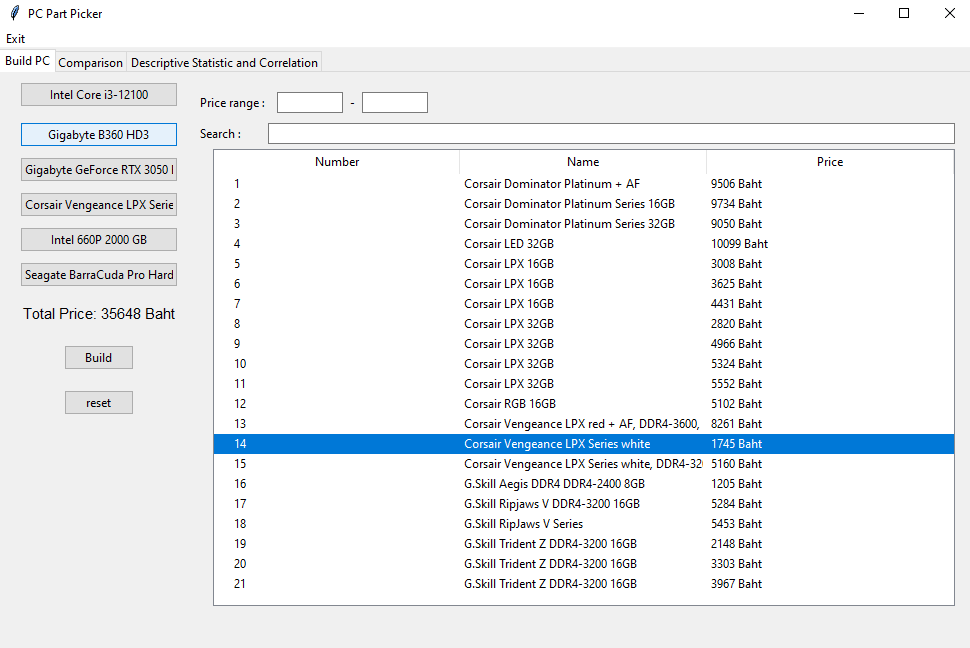 PC Part Picker
Exit
Build PC Comparison Descriptive Statistic and Correlation
Intel Core i3-12100
Gigabyte B360 HD3
Gigabyte GeForce RTX 3050 I
Corsair Vengeance LPX Serie
Intel 660P 2000 GB
Seagate BarraCuda Pro Hard
Total Price: 35648 Baht
Build
reset
Price range : -
Search :
Number Name Price
1 Corsair Dominator Platinum + AF 9506 Baht
2 Corsair Dominator Platinum Series 16GB 9734 Baht
3 Corsair Dominator Platinum Series 32GB 9050 Baht
4 Corsair LED 32GB 10099 Baht
5 Corsair LPX 16GB 3008 Baht
6 Corsair LPX 16GB 3625 Baht
7 Corsair LPX 16GB 4431 Baht
8 Corsair LPX 32GB 2820 Baht
9 Corsair LPX 32GB 4966 Baht
10 Corsair LPX 32GB 5324 Baht
11 Corsair LPX 32GB 5552 Baht
12 Corsair RGB 16GB 5102 Baht
13 Corsair Vengeance LPX red + AF, DDR4-3600, 8261 Baht
14 Corsair Vengeance LPX Series white 1745 Baht
15 Corsair Vengeance LPX Series white, DDR4-320 5160 Baht
16 G.Skill Aegis DDR4 DDR4-2400 8GB 1205 Baht
17 G.Skill Ripjaws V DDR4-3200 16GB 5284 Baht
18 G.Skill RipJaws V Series 5453 Baht
19 G.Skill Trident Z DDR4-3200 16GB 2148 Baht
20 G.Skill Trident Z DDR4-3200 16GB 3303 Baht
21 G.Skill Trident Z DDR4-3200 16GB 3967 Baht